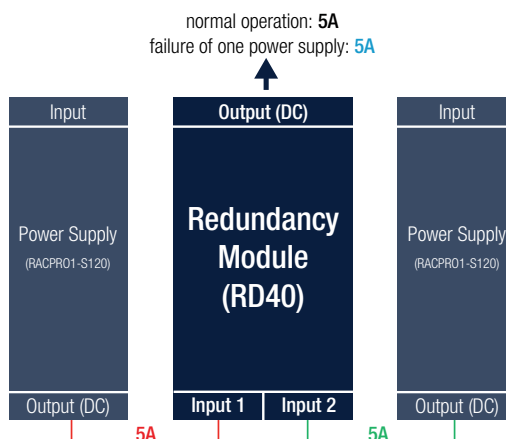 normal operation: 5A
failure of one power supply: 5A
Input
Output (DC)
Input
Power Supply
(RACPRO1-S120)
Redundancy
Module
(RD40)
Power Supply
(RACPRO1-S120)
Output (DC)
Input 1
Input 2
Output (DC)
5A
5A